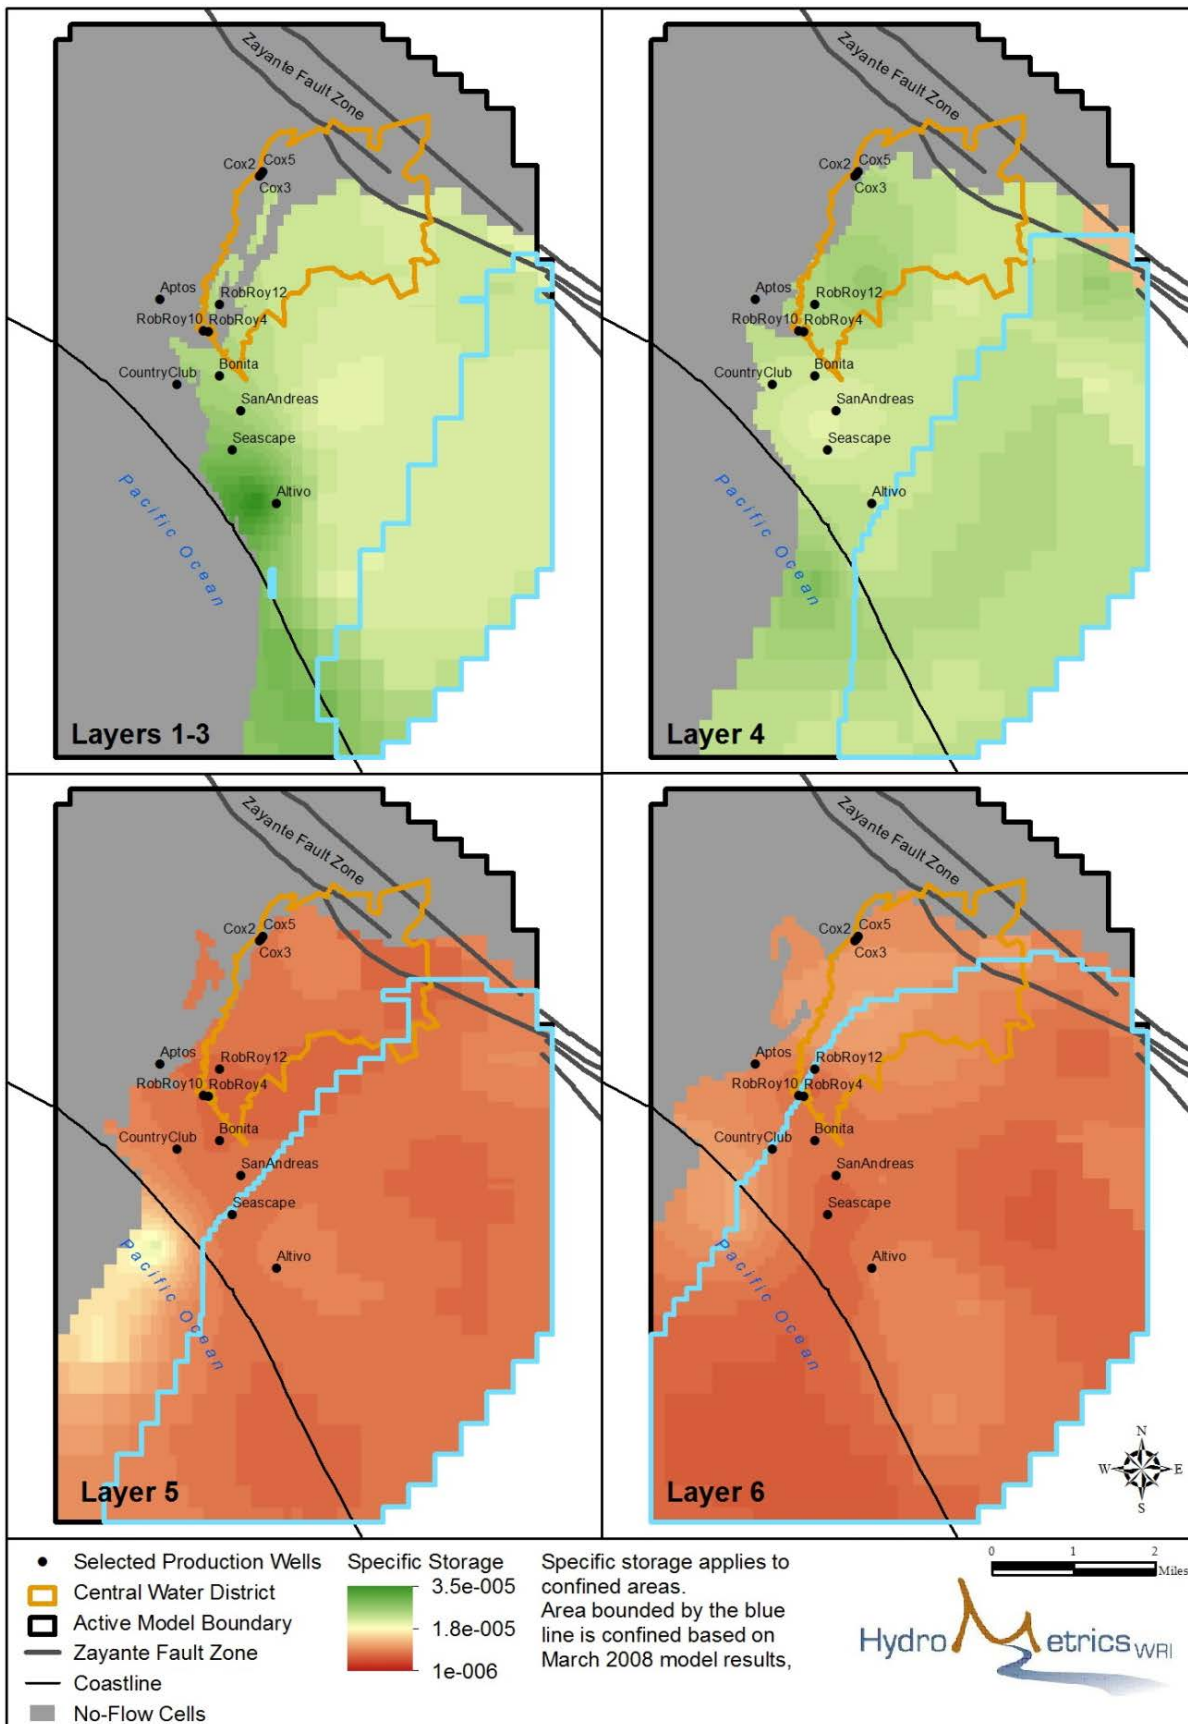 Zayante Fault Zone
Cox2
Cox5
Cox3
Aptos
RobRoy12
RobRoy10
RobRoy4
CountryClub
Bonita
SanAndreas
Seascape
Altivo
Pacific Ocean
Layers 1-3
Zayante Fault Zone
Cox2
Cox5
Cox3
Aptos
RobRoy12
RobRoy10
RobRoy4
CountryClub
Bonita
SanAndreas
Seascape
Altivo
Pacific Ocean
Layer 4
Zayante Fault Zone
Cox2
Cox5
Cox3
Aptos
RobRoy12
RobRoy10
RobRoy4
CountryClub
Bonita
SanAndreas
Seascape
Altivo
Pacific Ocean
Layer 5
Zayante Fault Zone
Cox2
Cox5
Cox3
Aptos
RobRoy12
RobRoy10
RobRoy4
CountryClub
Bonita
SanAndreas
Seascape
Altivo
Pacific Ocean
Layer 6
N
W
E
S
Selected Production Wells
Central Water District
Active Model Boundary
Zayante Fault Zone
Coastline
No-Flow Cells
Specific Storage
3.5e-005
1.8e-005
1e-006
Specific storage applies to
confined areas.
Area bounded by the blue
line is confined based on
March 2008 model results,
0 1 2
Miles
HydroMetrics WRI